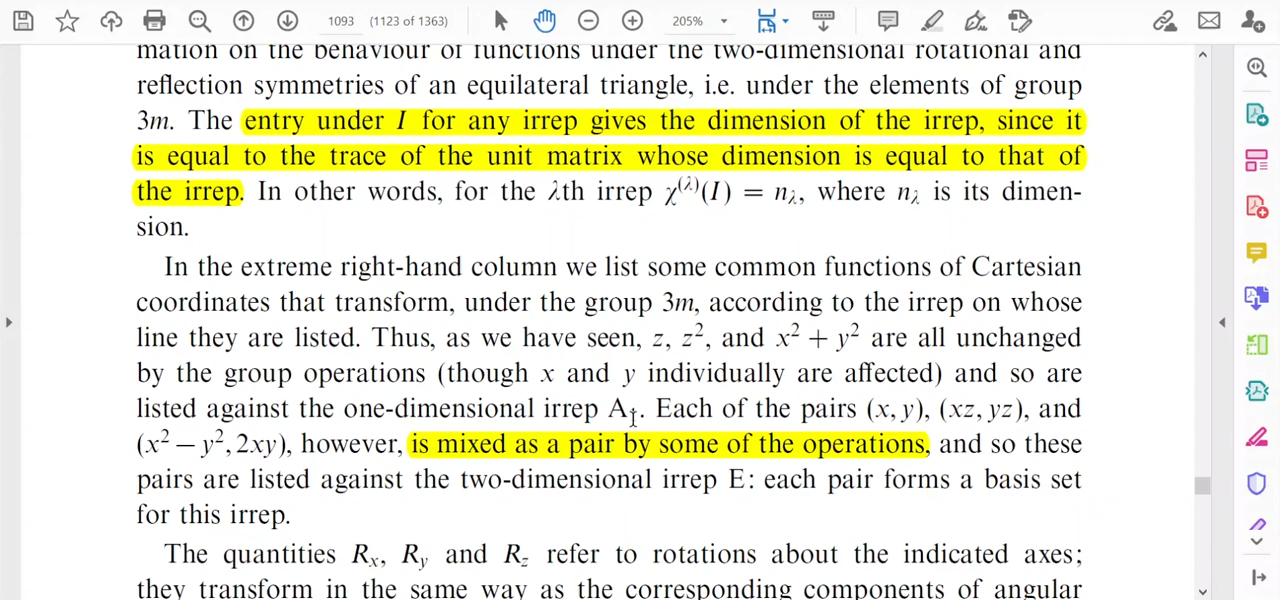 1093 (1123 of 1363) 205%
mation on the behaviour of functions under the two-dimensional rotational and
reflection symmetries of an equilateral triangle, i.e. under the elements of group
3m. The entry under I for any irrep gives the dimension of the irrep, since it
is equal to the trace of the unit matrix whose dimension is equal to that of
the irrep. In other words, for the λth irrep χ⁽λ⁾(I) = nλ, where nλ is its dimen-
sion.
In the extreme right-hand column we list some common functions of Cartesian
coordinates that transform, under the group 3m, according to the irrep on whose
line they are listed. Thus, as we have seen, z, z², and x² + y² are all unchanged
by the group operations (though x and y individually are affected) and so are
listed against the one-dimensional irrep A₁. Each of the pairs (x, y), (xz, yz), and
(x² − y², 2xy), however, is mixed as a pair by some of the operations, and so these
pairs are listed against the two-dimensional irrep E: each pair forms a basis set
for this irrep.
The quantities Rₓ, Ry and Rz refer to rotations about the indicated axes;
they transform in the same way as the corresponding components of angular